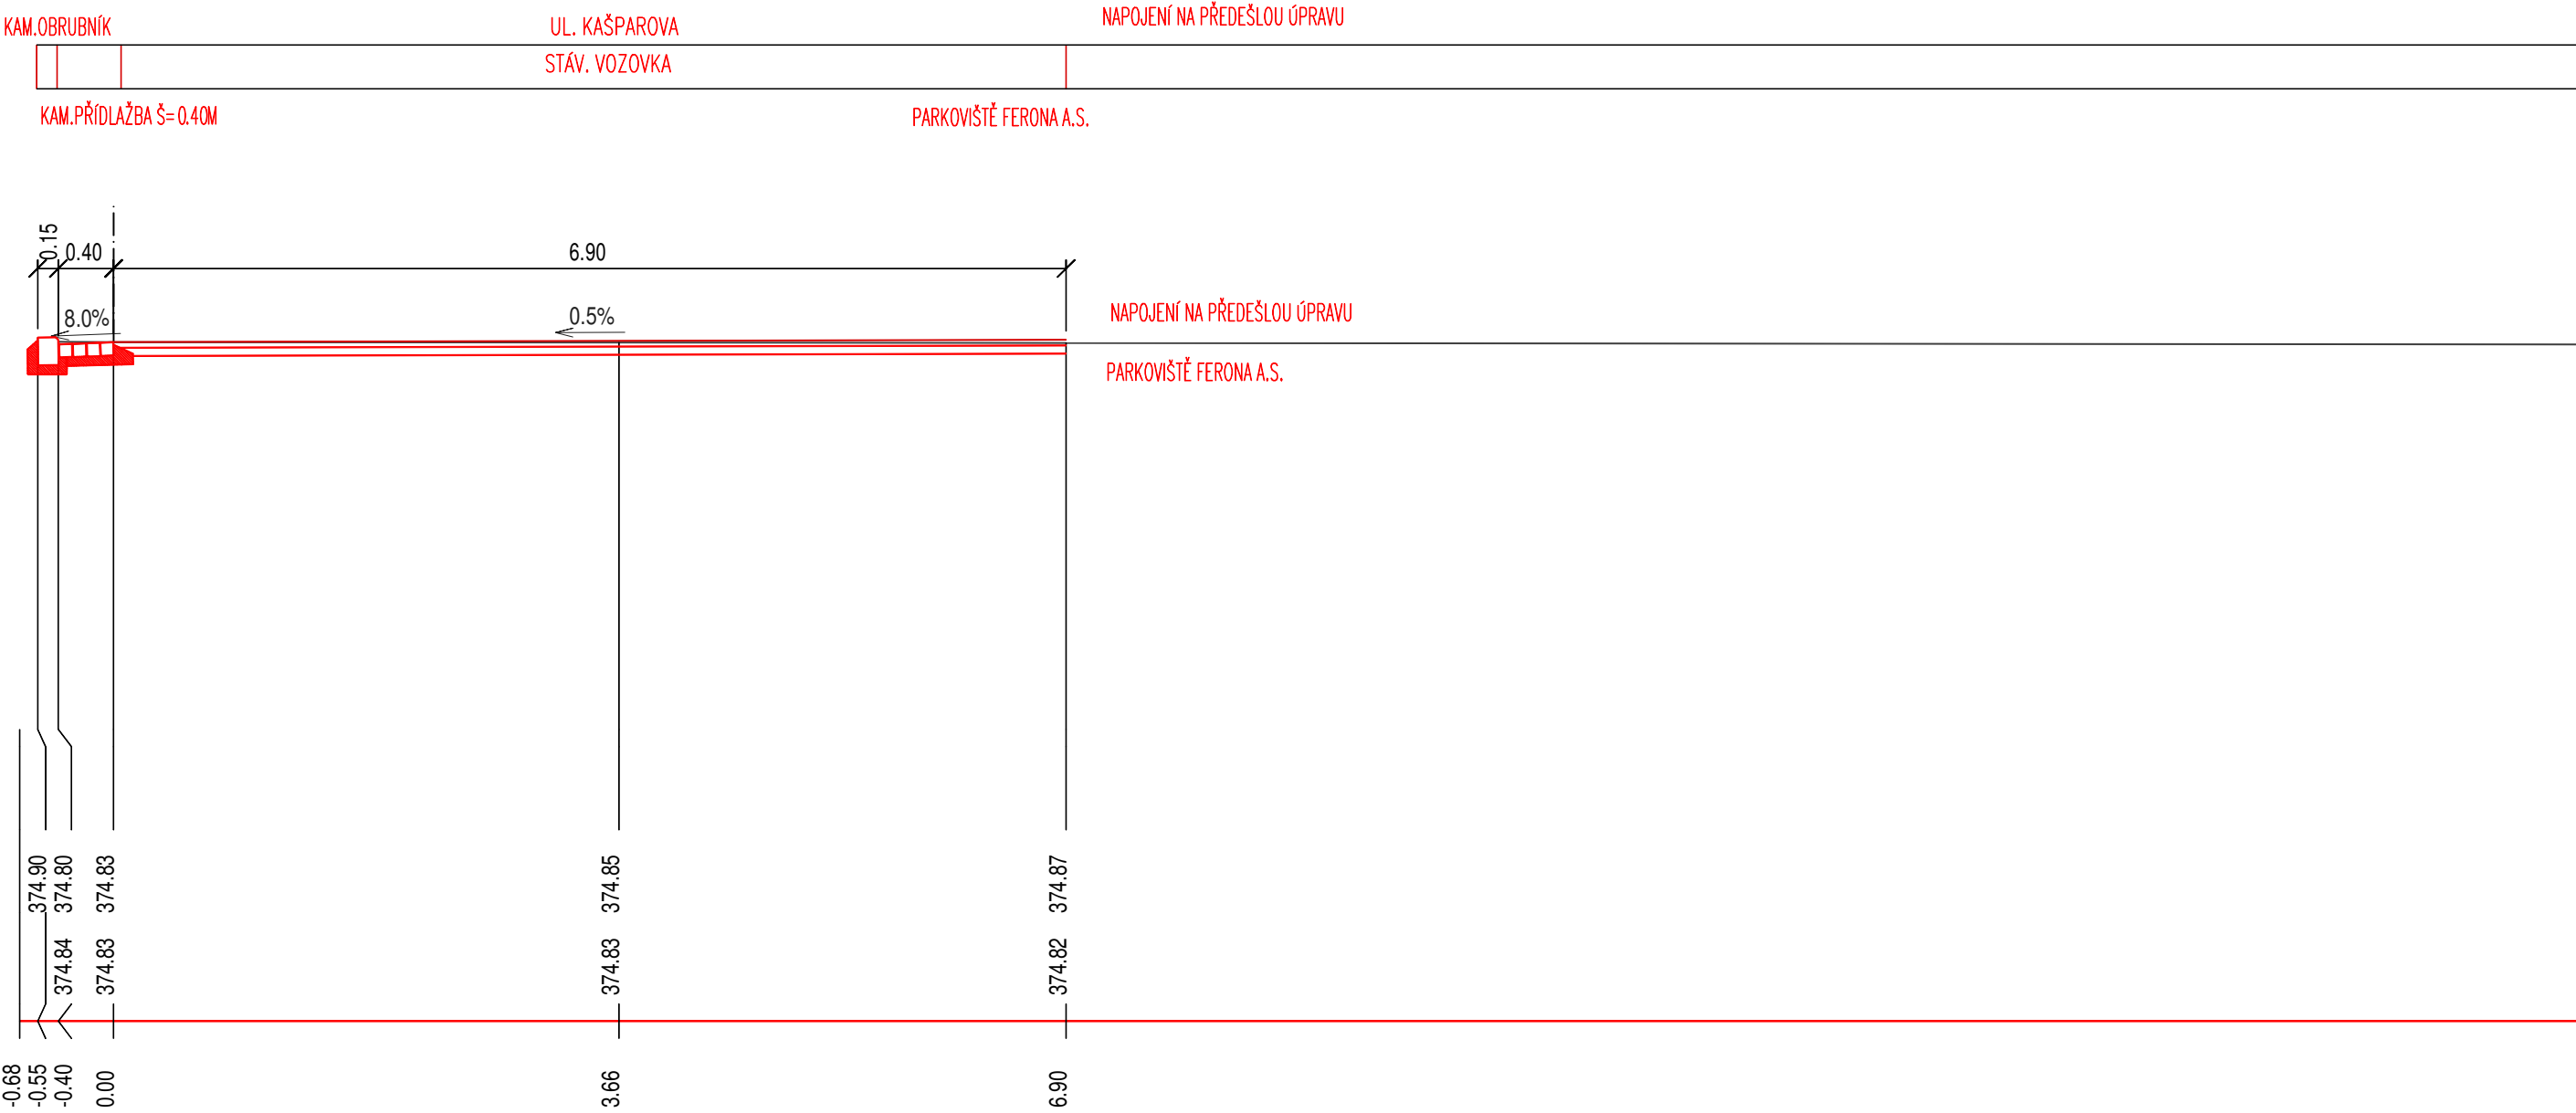 KAM.OBRUBNÍK
UL. KAŠPAROVA
NAPOJENÍ NA PŘEDEŠLOU ÚPRAVU
STÁV. VOZOVKA
KAM.PŘÍDLAŽBA Š=0.40M
PARKOVIŠTĚ FERONA A.S.
0.15
0.40
6.90
8.0%
0.5%
NAPOJENÍ NA PŘEDEŠLOU ÚPRAVU
PARKOVIŠTĚ FERONA A.S.
374.90
374.80
374.83
374.85
374.87
374.84
374.83
374.83
374.82
-0.68
-0.55
-0.40
0.00
3.66
6.90